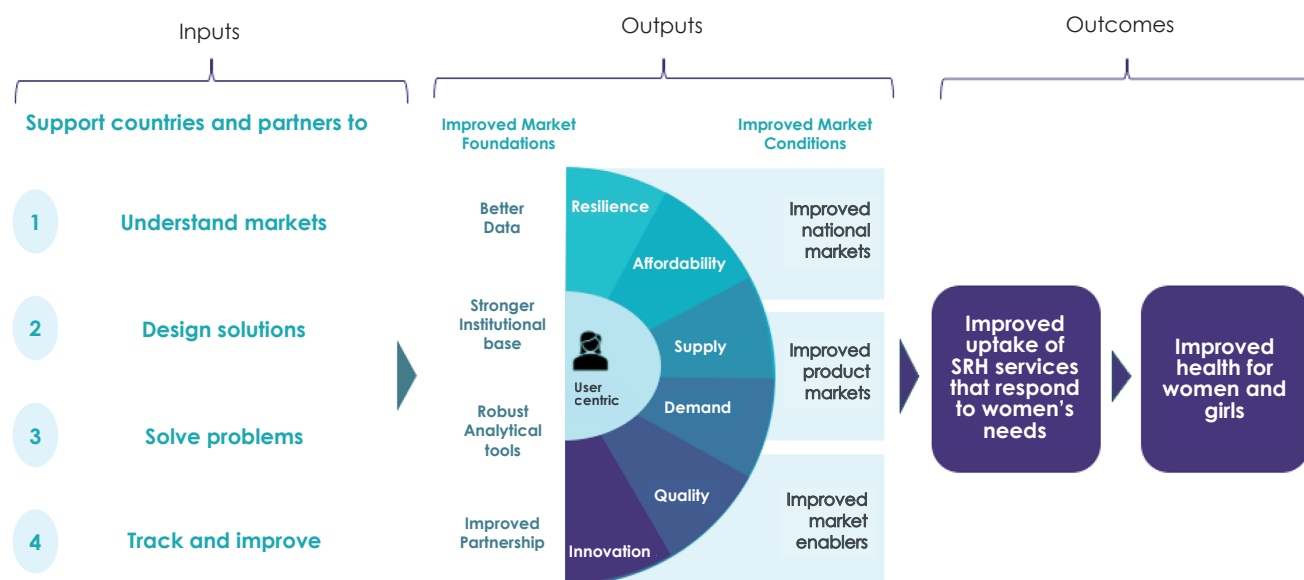 Inputs
Outputs
Outcomes
Support countries and partners to
1
Understand markets
2
Design solutions
3
Solve problems
4
Track and improve
Improved Market
Foundations
Better
Data
Stronger
Institutional
base
Robust
Analytical
tools
Improved
Partnership
Resilience
Affordability
Supply
Demand
Quality
Innovation
User
centric
Improved Market
Conditions
Improved
national
markets
Improved
product
markets
Improved
market
enablers
Improved
uptake of
SRH services
that respond
to women’s
needs
Improved
health for
women and
girls